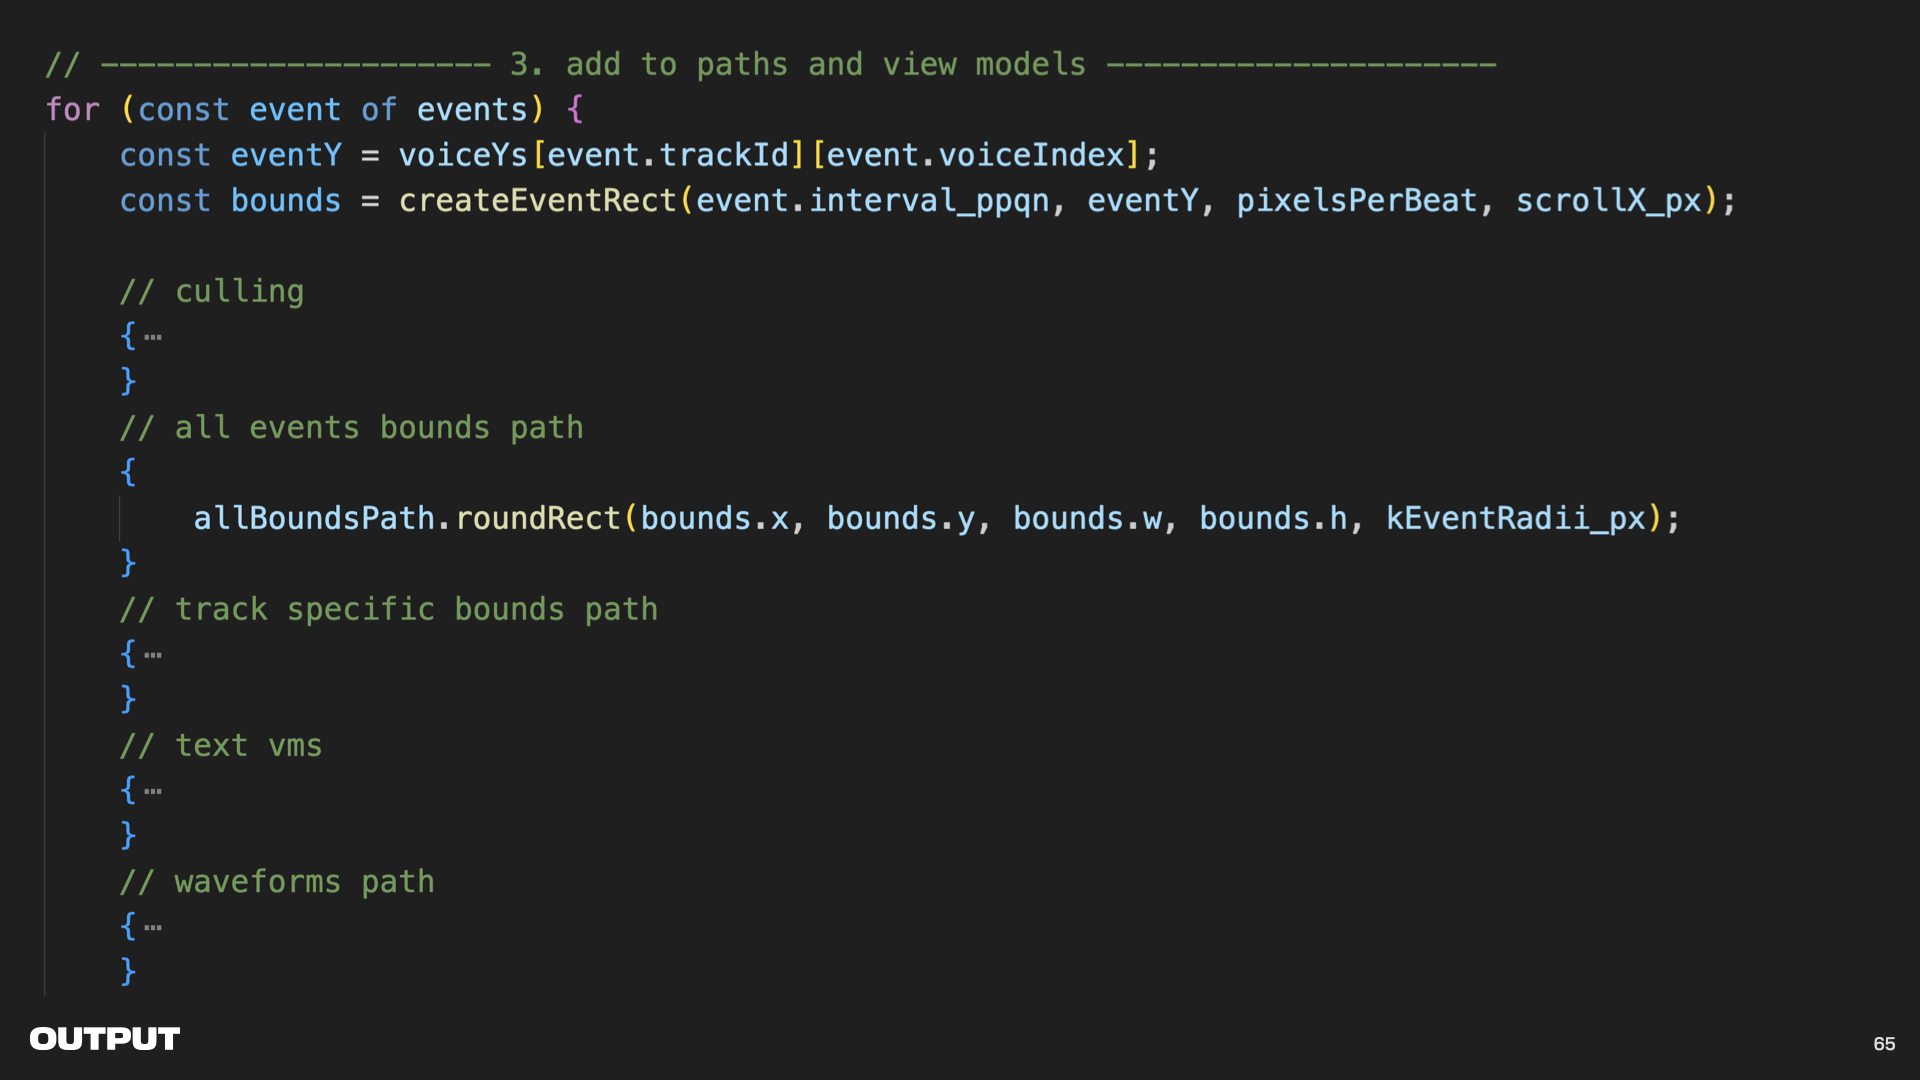 // --------------------- 3. add to paths and view models ---------------------
for (const event of events) {
    const eventY = voiceYs[event.trackId][event.voiceIndex];
    const bounds = createEventRect(event.interval_ppqn, eventY, pixelsPerBeat, scrollX_px);

    // culling
    {…
    }
    // all events bounds path
    {
        allBoundsPath.roundRect(bounds.x, bounds.y, bounds.w, bounds.h, kEventRadii_px);
    }
    // track specific bounds path
    {…
    }
    // text vms
    {…
    }
    // waveforms path
    {…
    }
OUTPUT
65